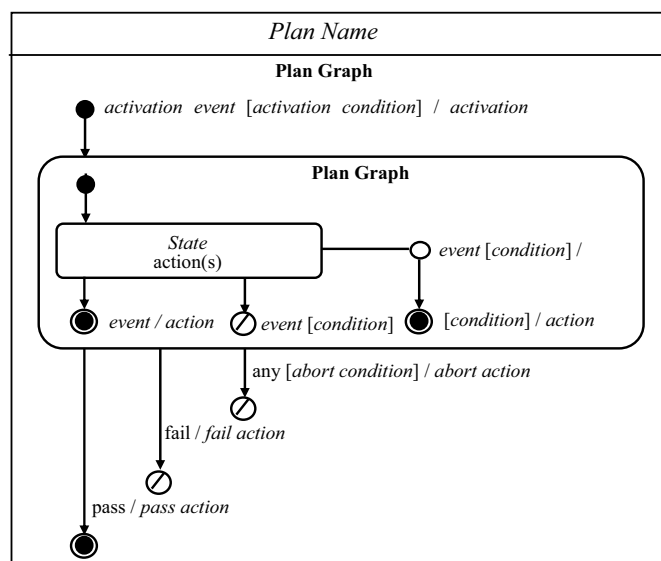 Plan Name
Plan Graph
activation event [activation condition] / activation
Plan Graph
State
action(s)
event [condition] /
event / action
event [condition]
[condition] / action
any [abort condition] / abort action
fail / fail action
pass / pass action